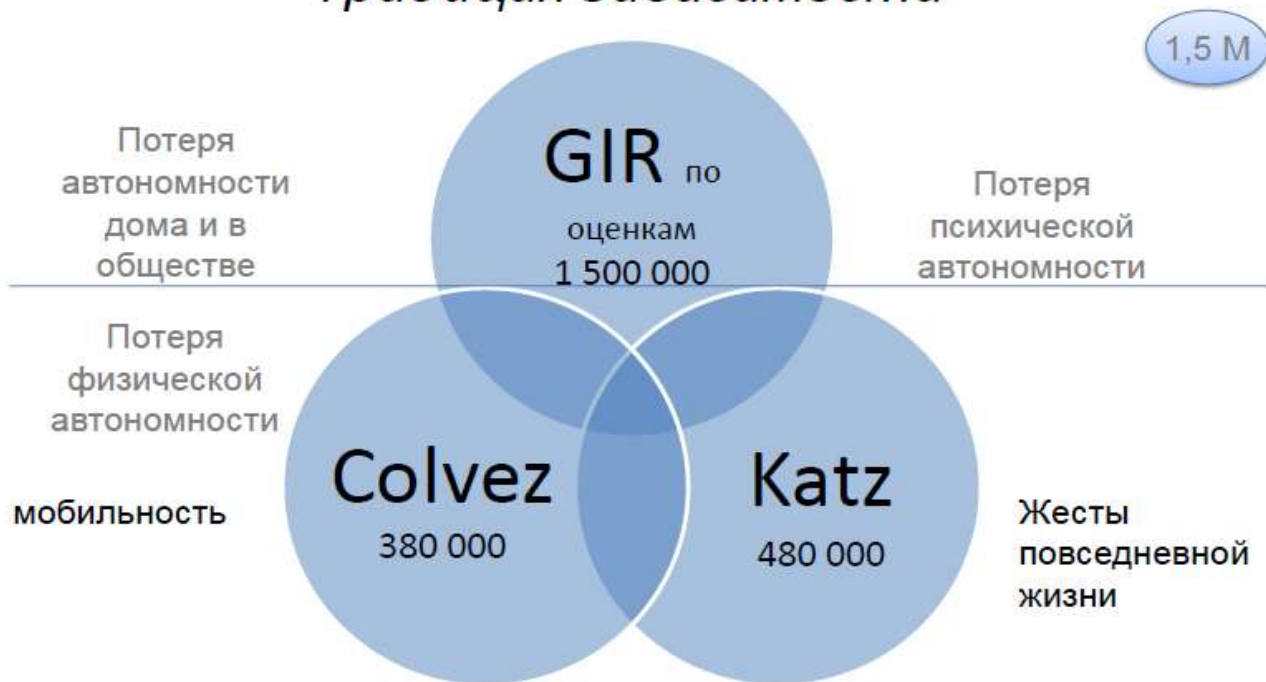 1,5 М
GIR по
оценкам
1 500 000
Потеря
автономности
дома и в
обществе
Потеря
психической
автономности
Потеря
физической
автономности
Colvez
380 000
Katz
480 000
мобильность
Жесты
повседневной
жизни